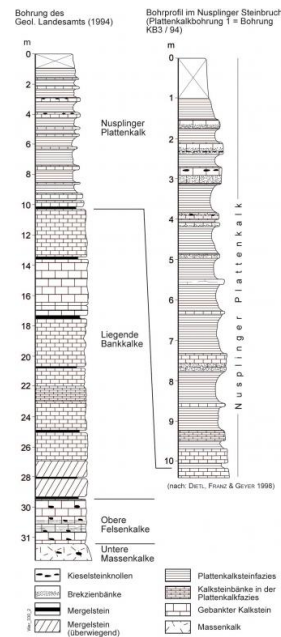 Bohrung des
Geol. Landesamts (1994)
Bohrprofil im Nusplinger Steinbruch
(Plattenkalkbohrung 1 = Bohrung
KB3 / 94)
m
0
2
4
6
8
10
12
14
16
18
20
22
24
26
28
30
31
Nusplinger
Plattenkalk
Liegende
Bankkalke
Obere
Felsenkalke
Untere
Massenkalke
m
0
1
2
3
4
5
6
7
8
9
10
Nusplinger Plattenkalk
(nach: DIETL, FRANZ & GEYER 1998)
Kieselsteinknollen
Brekzienbänke
Mergelstein
Mergelstein
(überwiegend)
Plattenkalksteinfazies
Kalksteinbänke in der
Plattenkalkfazies
Gebankter Kalkstein
Massenkalk